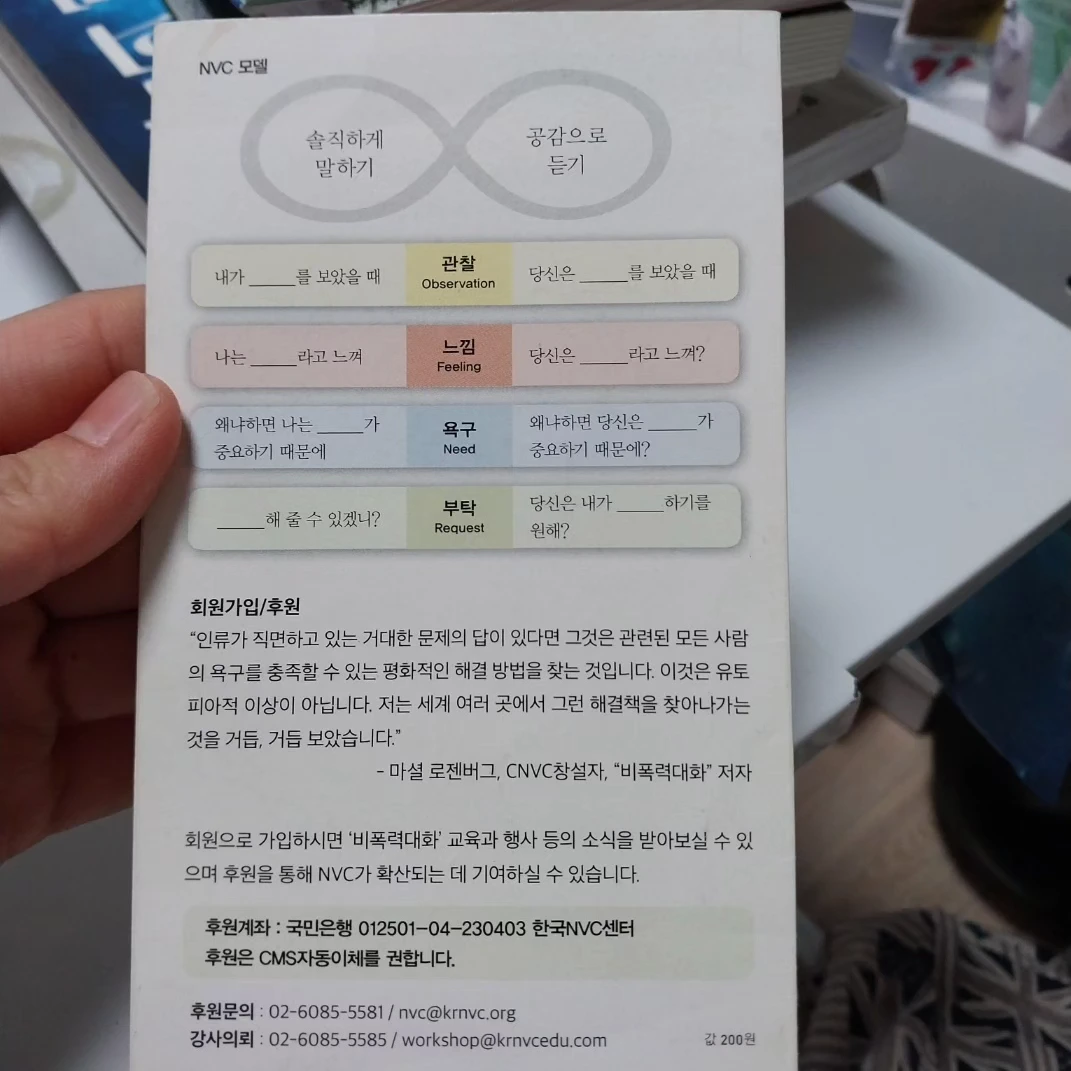 NVC 모델
솔직하게
말하기
공감으로
듣기
내가 ______를 보았을 때
관찰
Observation
당신은 ______를 보았을 때
나는 ______라고 느껴
느낌
Feeling
당신은 ______라고 느껴?
왜냐하면 나는 ______가
중요하기 때문에
욕구
Need
왜냐하면 당신은 ______가
중요하기 때문에?
______해 줄 수 있겠니?
부탁
Request
당신은 내가 ______하기를
원해?
회원가입/후원
“인류가 직면하고 있는 거대한 문제의 답이 있다면 그것은 관련된 모든 사람
의 욕구를 충족할 수 있는 평화적인 해결 방법을 찾는 것입니다. 이것은 유토
피아적 이상이 아닙니다. 저는 세계 여러 곳에서 그런 해결책을 찾아나가는
것을 거듭, 거듭 보았습니다.”
– 마셜 로젠버그, CNVC창설자, “비폭력대화” 저자
회원으로 가입하시면 ‘비폭력대화’ 교육과 행사 등의 소식을 받아보실 수 있
으며 후원을 통해 NVC가 확산되는 데 기여하실 수 있습니다.
후원계좌 : 국민은행 012501-04-230403 한국NVC센터
후원은 CMS자동이체를 권합니다.
후원문의 : 02-6085-5581 / nvc@krnvc.org
강사의뢰 : 02-6085-5585 / workshop@krnvcedu.com
값 200원